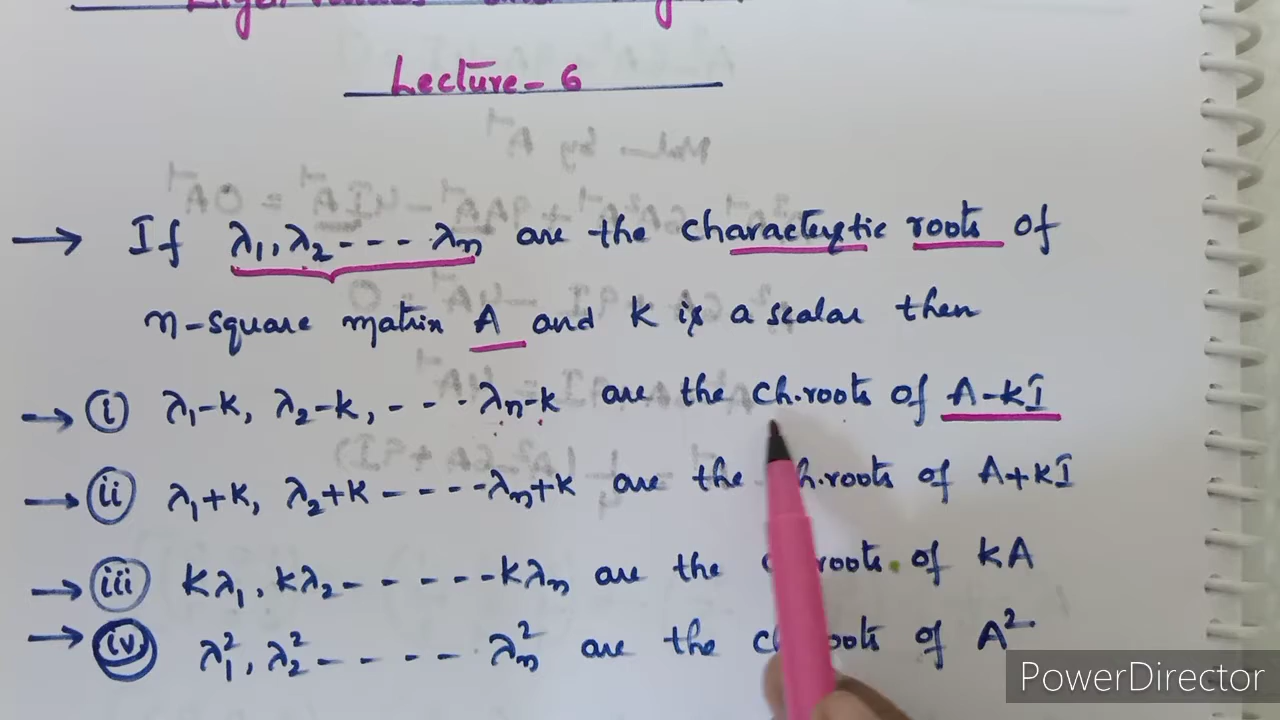 Lecture-6
→ If λ₁, λ₂ ---- λₙ are the characteristic roots of
n-square matrix A and k is a scalar then
→ (i) λ₁-k, λ₂-k, ---- λₙ-k are the ch.roots of A-kI
→ (ii) λ₁+k, λ₂+k ----- λₙ+k are the ch.roots of A+kI
→ (iii) kλ₁, kλ₂ ------ kλₙ are the roots of kA
→ (iv) λ₁², λ₂² ----- λₙ² are the roots of A²
PowerDirector